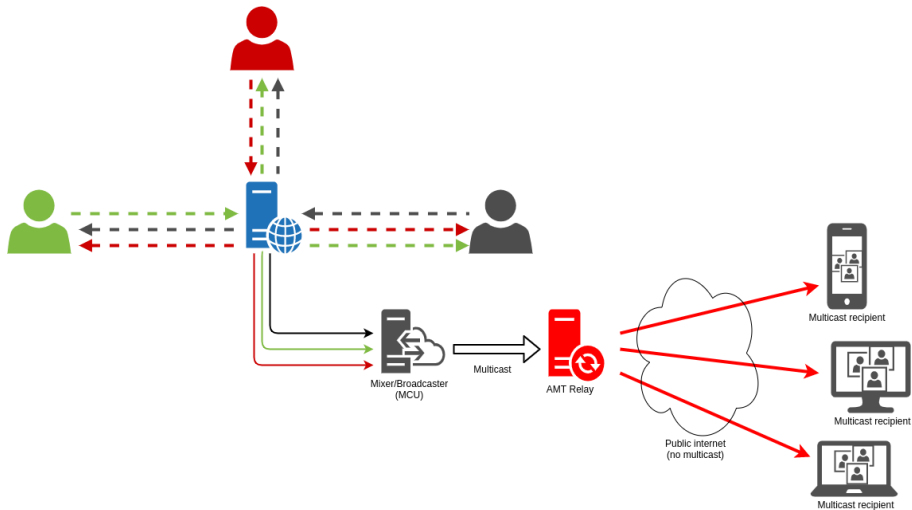 Multicast recipient
Mixer/Broadcaster
(MCU)
Multicast
AMT Relay
Multicast recipient
Public internet
(no multicast)
Multicast recipient